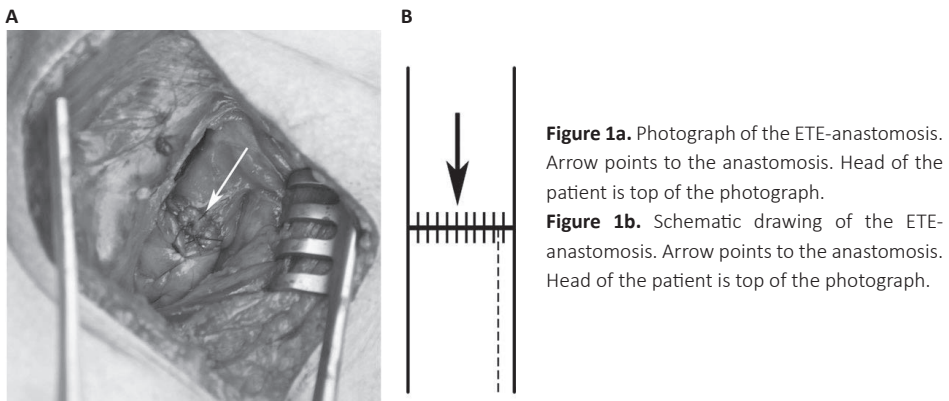 A
B
Figure 1a. Photograph of the ETE-anastomosis.
Arrow points to the anastomosis. Head of the
patient is top of the photograph.
Figure 1b. Schematic drawing of the ETE-
anastomosis. Arrow points to the anastomosis.
Head of the patient is top of the photograph.